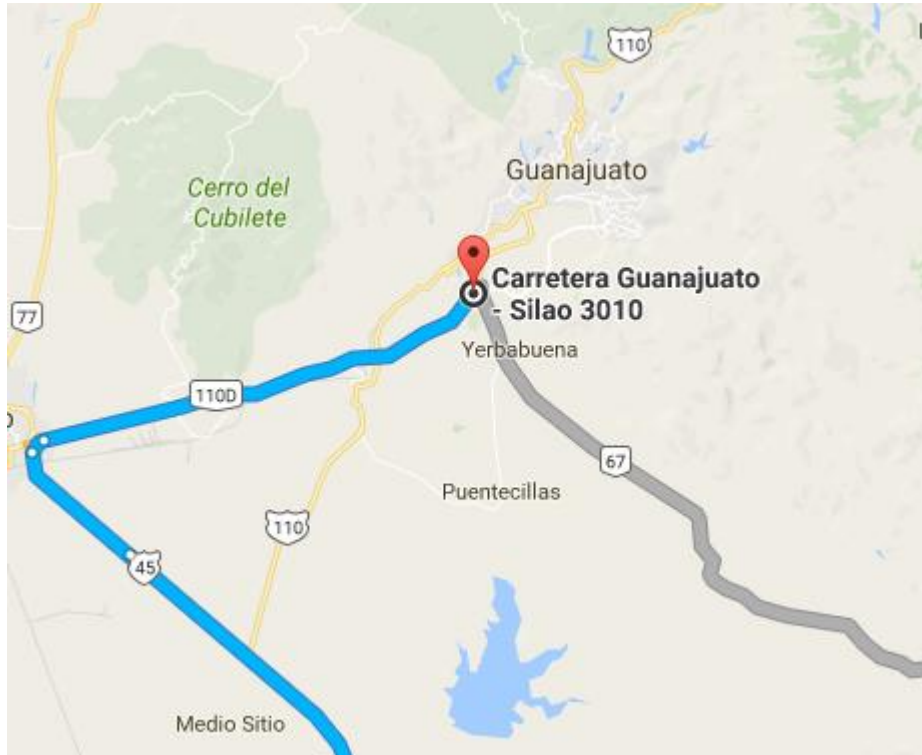 110
Guanajuato
Cerro del
Cubilete
Carretera Guanajuato
- Silao 3010
77
Yerbabuena
110D
67
Puentecillas
110
45
Medio Sitio